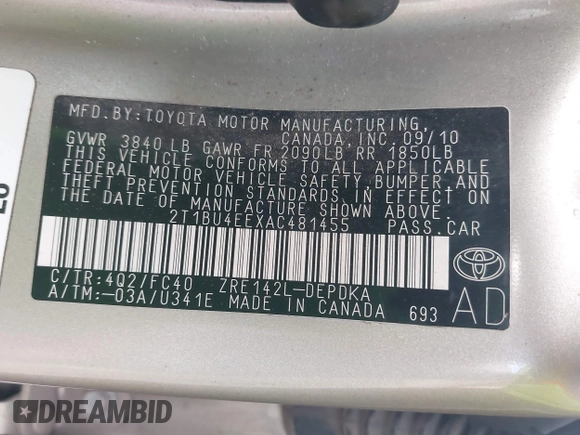 MFD.BY:TOYOTA MOTOR MANUFACTURING,
CANADA,INC. 09/10
GVWR 3840LB GAWR FR 2090LB RR 1850LB
THIS VEHICLE CONFORMS TO ALL APPLICABLE
FEDERAL MOTOR VEHICLE SAFETY,BUMPER,AND
THEFT PREVENTION STANDARDS IN EFFECT ON
THE DATE OF MANUFACTURE SHOWN ABOVE.
2T1BU4EEXAC481455 PASS.CAR
C/TR:4Q2/FC40 ZRE142L-DEPDKA
A/TM:-03A/U341E MADE IN CANADA 693
AD
DREAMBID